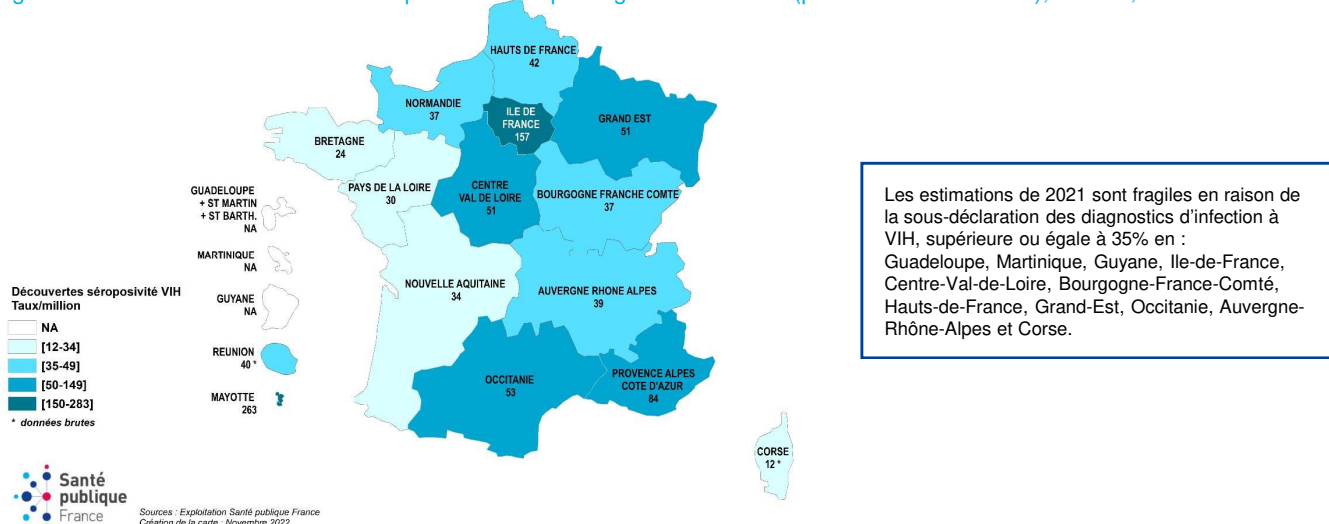 HAUTS DE FRANCE
42
NORMANDIE
37
ILE DE
FRANCE
157
GRAND EST
51
BRETAGNE
24
PAYS DE LA LOIRE
30
CENTRE
VAL DE LOIRE
51
BOURGOGNE FRANCHE COMTE
37
GUADELOUPE
+ ST MARTIN
+ ST BARTH.
NA
MARTINIQUE
NA
GUYANE
NA
REUNION
40 *
MAYOTTE
263
NOUVELLE AQUITAINE
34
AUVERGNE RHONE ALPES
39
OCCITANIE
53
PROVENCE ALPES
COTE D'AZUR
84
CORSE
12 *
Découvertes séroposivité VIH
Taux/million
NA
[12-34]
[35-49]
[50-149]
[150-283]
* données brutes
Les estimations de 2021 sont fragiles en raison de
la sous-déclaration des diagnostics d'infection à
VIH, supérieure ou égale à 35% en :
Guadeloupe, Martinique, Guyane, Ile-de-France,
Centre-Val-de-Loire, Bourgogne-France-Comté,
Hauts-de-France, Grand-Est, Occitanie, Auvergne-
Rhône-Alpes et Corse.
Santé
publique
France
Sources : Exploitation Santé publique France
Création de la carte : Novembre 2022